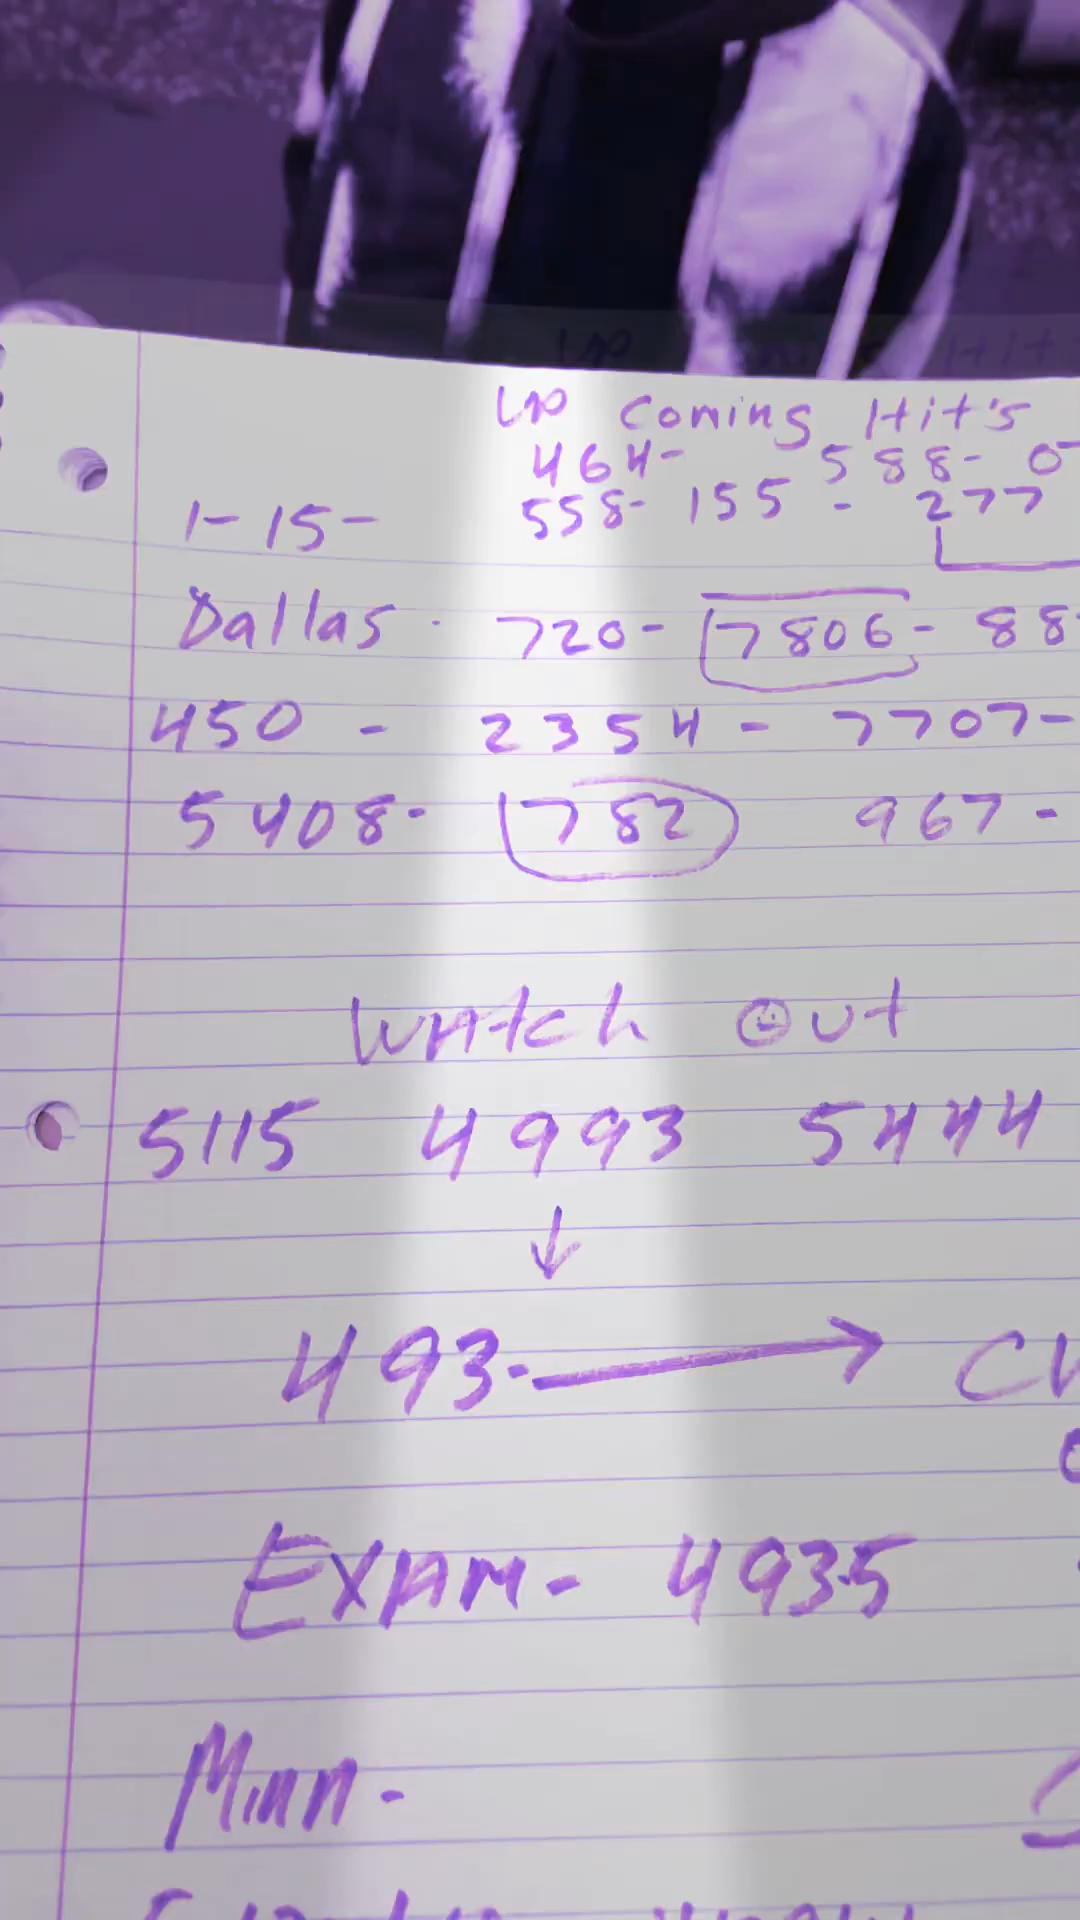 Up Coming Hit's
464- 588- 0-
558- 155 - 277
1-15-
Dallas. 720- 7806- 88-
450 - 2354 - 7707-
5408- 782 967-
Watch Out
5115 4993 5444
↓
493- →
EXAM- 4935
Minn-